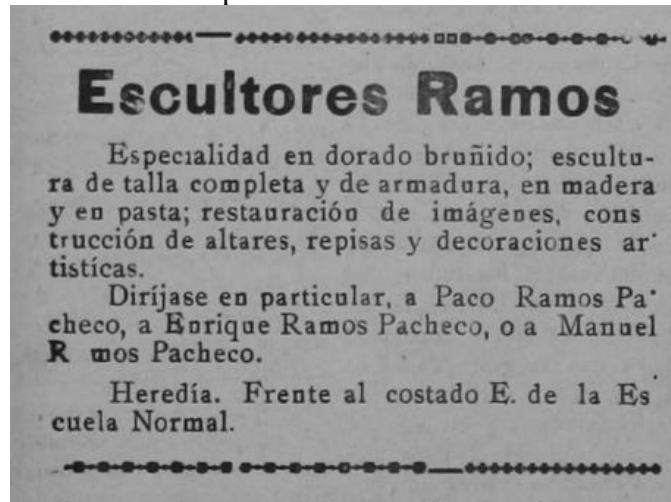 Escultores Ramos
Especialidad en dorado bruñido; escultu-
ra de talla completa y de armadura, en madera
y en pasta; restauración de imágenes, cons
trucción de altares, repisas y decoraciones ar
tistícas.
Diríjase en particular, a Paco Ramos Pa
checo, a Enrique Ramos Pacheco, o a Manuel
R mos Pacheco.
Heredía. Frente al costado E. de la Es
cuela Normal.